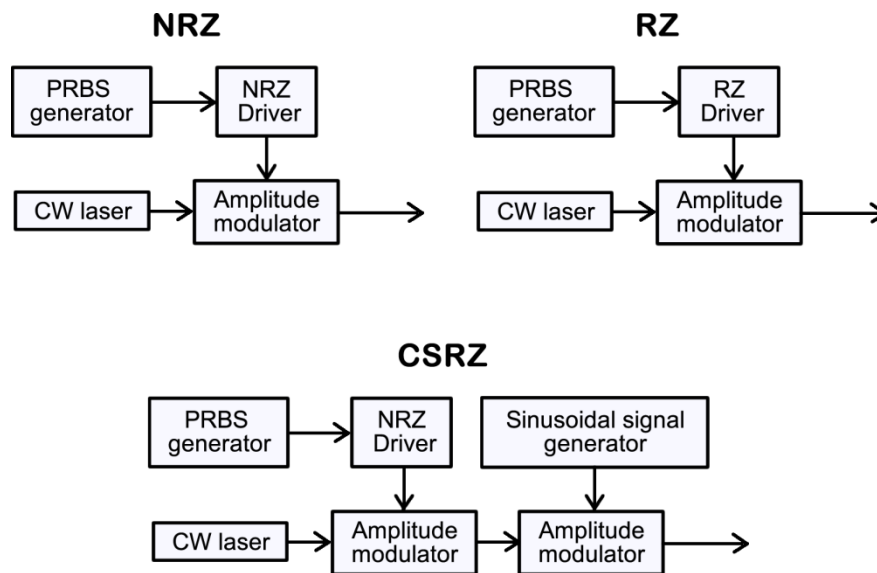 NRZ
PRBS
generator
NRZ
Driver
CW laser
Amplitude
modulator
RZ
PRBS
generator
RZ
Driver
CW laser
Amplitude
modulator
CSRZ
PRBS
generator
NRZ
Driver
Sinusoidal signal
generator
CW laser
Amplitude
modulator
Amplitude
modulator